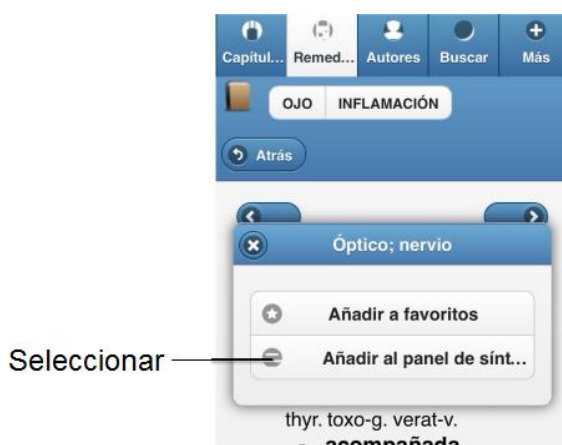 Capítul... Remed... Autores Buscar Más
OJO INFLAMACIÓN
Atrás
Óptico; nervio
Añadir a favoritos
Seleccionar Añadir al panel de sínt...
thyr. toxo-g. verat-v.
acompañada